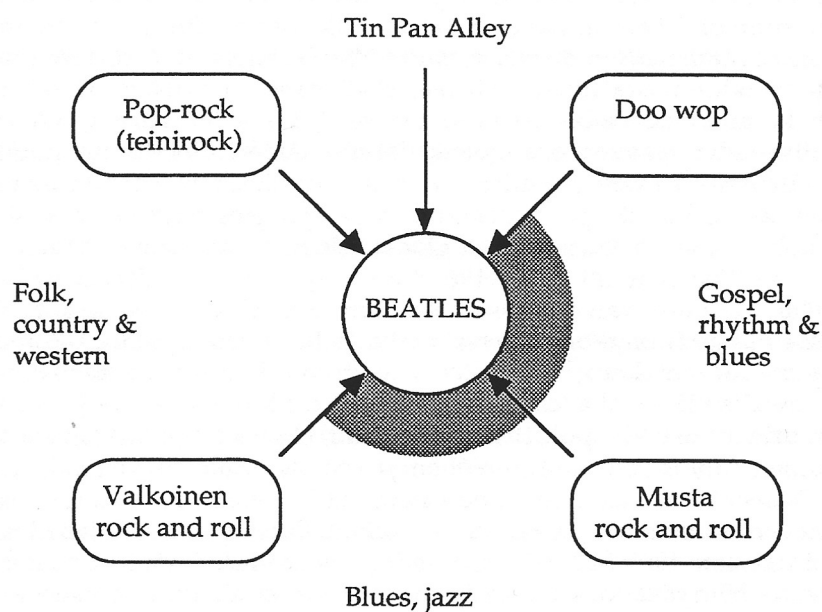 Tin Pan Alley
Pop-rock
(teinirock)
Doo wop
Folk,
country &
western
BEATLES
Gospel,
rhythm &
blues
Valkoinen
rock and roll
Musta
rock and roll
Blues, jazz